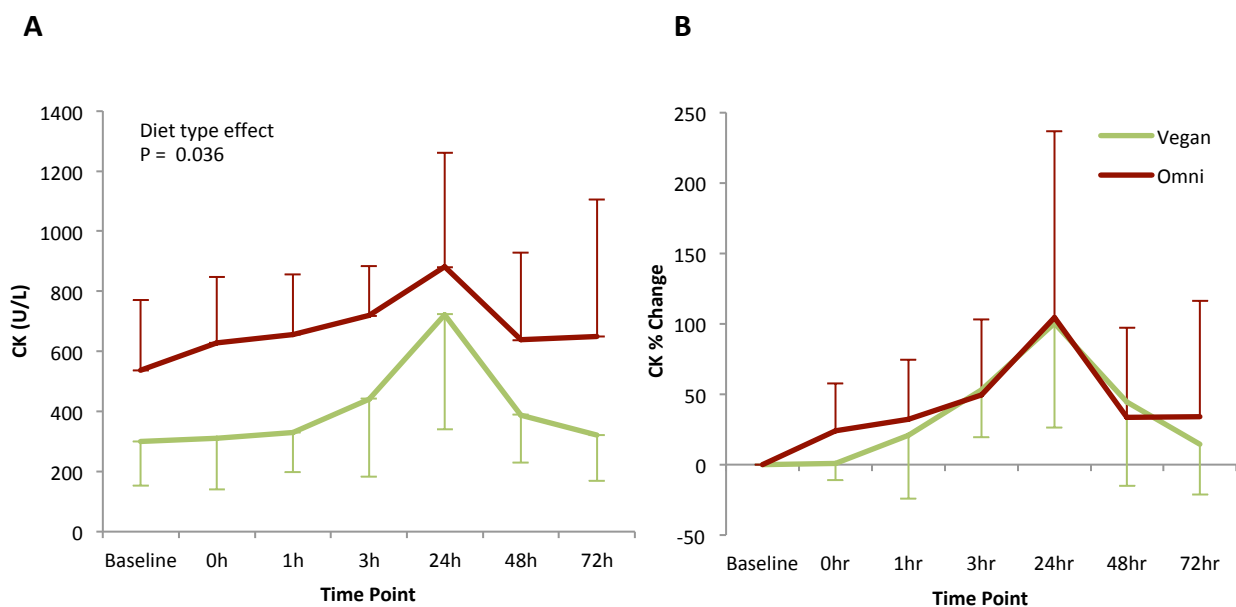 A
B
Diet type effect
P = 0.036
CK (U/L)
1400
1200
1000
800
600
400
200
0
Baseline 0h 1h 3h 24h 48h 72h
Time Point
Vegan
Omni
CK % Change
250
200
150
100
50
0
-50
Baseline 0hr 1hr 3hr 24hr 48hr 72hr
Time Point